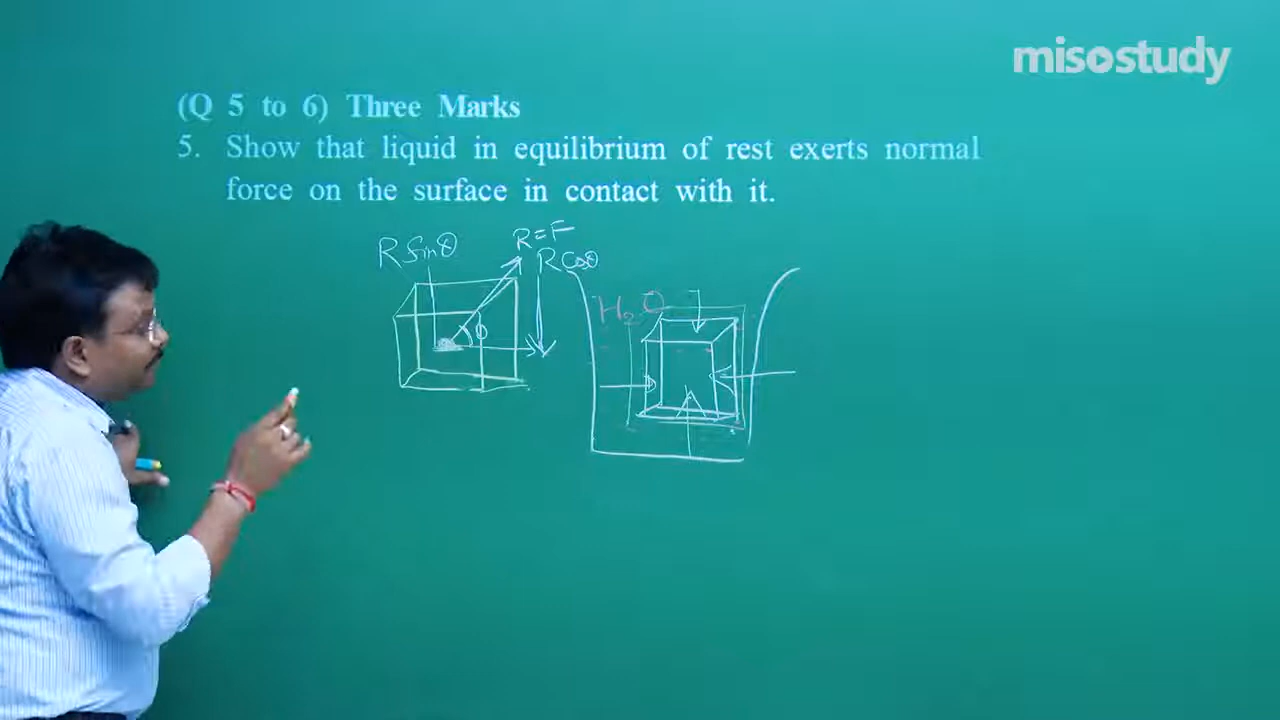 misostudy
(Q 5 to 6) Three Marks
5. Show that liquid in equilibrium of rest exerts normal
force on the surface in contact with it.
R Sinθ
R = F
R Cosθ
θ
H₂O